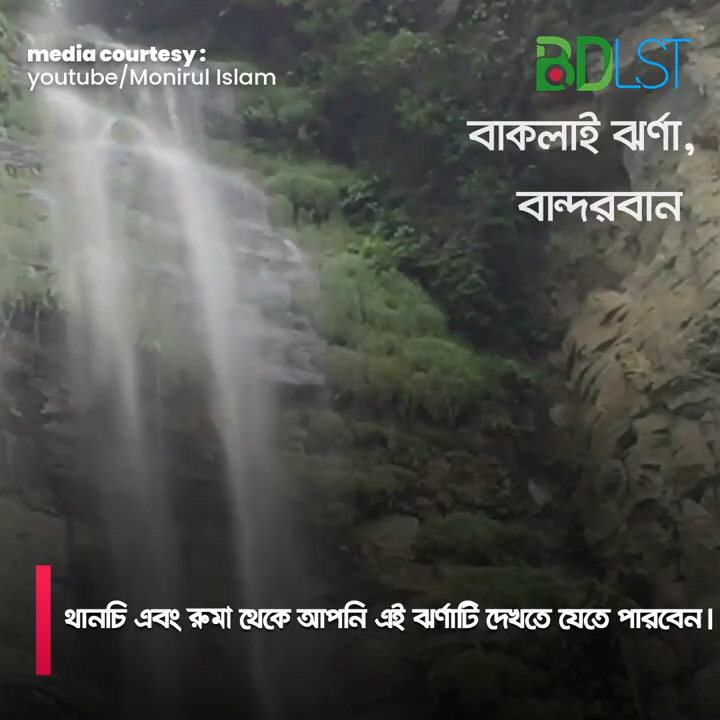 media courtesy :
youtube/Monirul Islam
BDLST
বাকলাই ঝর্ণা,
বান্দরবান
থানচি এবং রুমা থেকে আপনি এই ঝর্ণাটি দেখতে যেতে পারবেন।